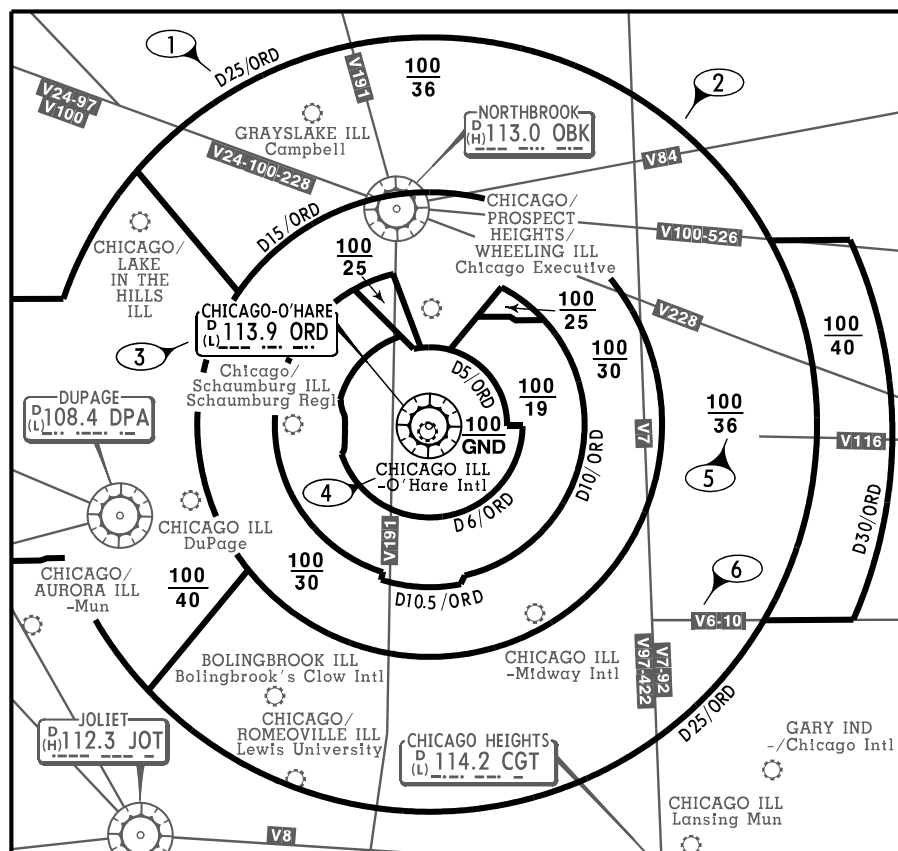 1
D25/ORD
100
36
2
V191
V24-97
V100
NORTHBROOK
D
(H) 113.0 OBK
GRAYSLAKE ILL
Campbell
V24-100-228
V84
D15/ORD
CHICAGO/
PROSPECT
HEIGHTS/
WHEELING ILL
Chicago Executive
V100-526
CHICAGO/
LAKE
IN THE
HILLS
ILL
100
25
100
25
V228
CHICAGO-O'HARE
D
(L) 113.9 ORD
100
40
3
100
30
Chicago/
Schaumburg ILL
Schaumburg Regl
D5/ORD
100
19
DUPAGE
D
(L) 108.4 DPA
100
36
100
GND
V7
V116
CHICAGO ILL
-O'Hare Intl
D10/ORD
5
4
D6/ORD
D30/ORD
CHICAGO ILL
DuPage
V191
CHICAGO/
AURORA ILL
-Mun
100
40
100
30
6
D10.5/ORD
V6-10
BOLINGBROOK ILL
Bolingbrook's Clow Intl
CHICAGO ILL
-Midway Intl
V7-92
V97-422
D25/ORD
CHICAGO/
ROMEOVILLE ILL
Lewis University
JOLIET
D
(H) 112.3 JOT
CHICAGO HEIGHTS
D
(L) 114.2 CGT
GARY IND
-/Chicago Intl
CHICAGO ILL
Lansing Mun
V8